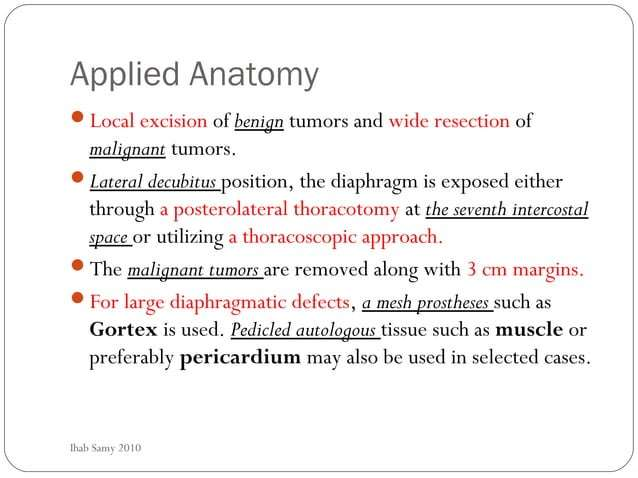 Applied Anatomy
Local excision of benign tumors and wide resection of
malignant tumors.
Lateral decubitus position, the diaphragm is exposed either
through a posterolateral thoracotomy at the seventh intercostal
space or utilizing a thoracoscopic approach.
The malignant tumors are removed along with 3 cm margins.
For large diaphragmatic defects, a mesh prostheses such as
Gortex is used. Pedicled autologous tissue such as muscle or
preferably pericardium may also be used in selected cases.
Ihab Samy 2010